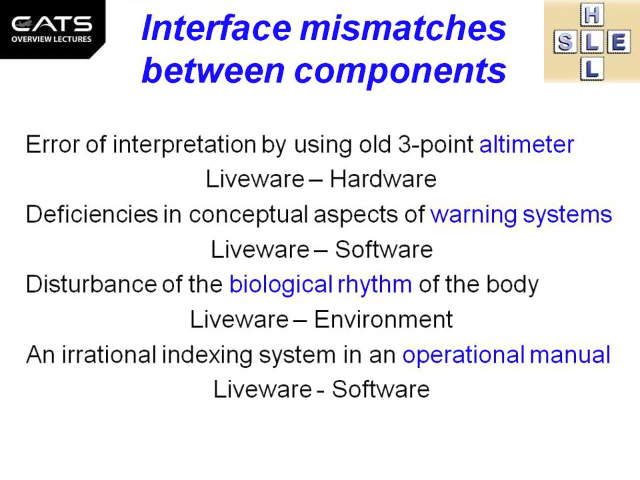 CATS
OVERVIEW LECTURES
Interface mismatches
between components
H
S L E
L
Error of interpretation by using old 3-point altimeter
Liveware – Hardware
Deficiencies in conceptual aspects of warning systems
Liveware – Software
Disturbance of the biological rhythm of the body
Liveware – Environment
An irrational indexing system in an operational manual
Liveware - Software